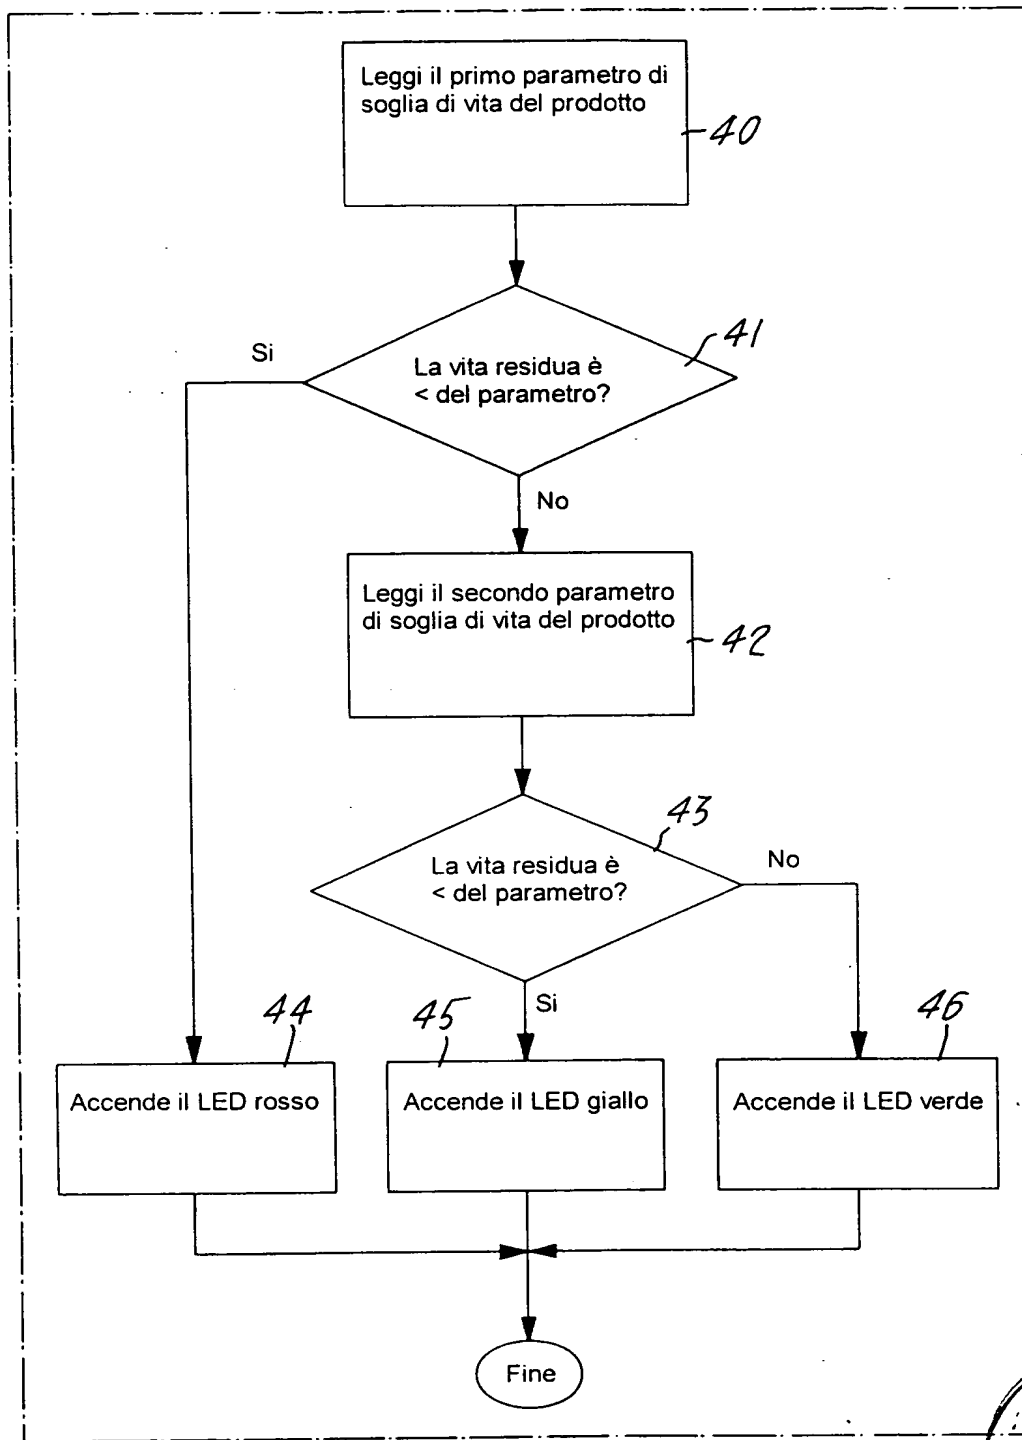 Leggi il primo parametro di
soglia di vita del prodotto
40
41
Si
La vita residua è
< del parametro?
No
Leggi il secondo parametro
di soglia di vita del prodotto
42
43
La vita residua è
< del parametro?
No
Si
44
45
46
Accende il LED rosso
Accende il LED giallo
Accende il LED verde
Fine